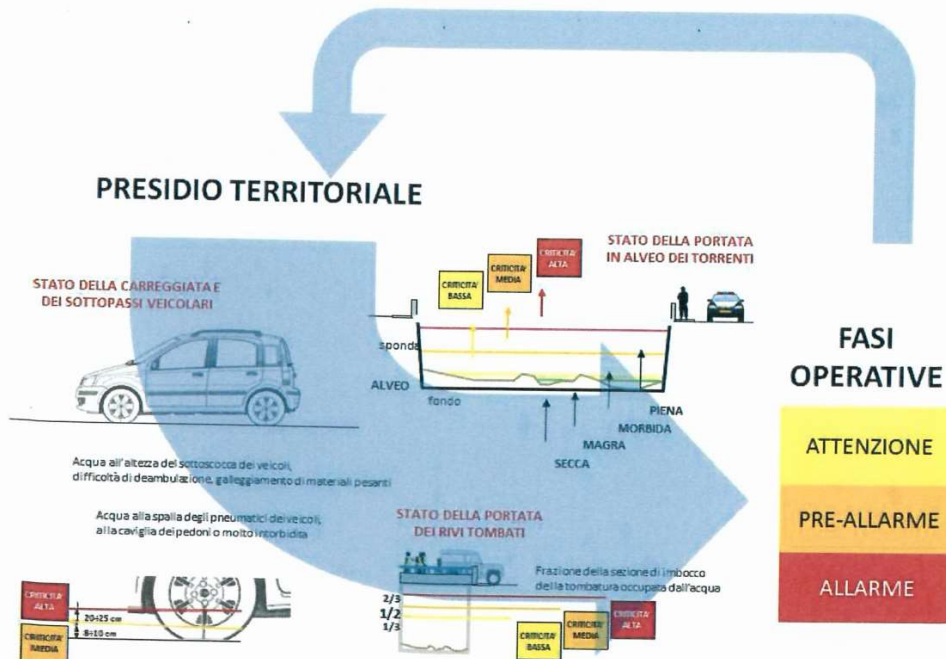 PRESIDIO TERRITORIALE
STATO DELLA CARREGGIATA E
DEI SOTTOPASSI VEICOLARI
CRITICITA'
BASSA
CRITICITA'
MEDIA
CRITICITA'
ALTA
STATO DELLA PORTATA
IN ALVEO DEI TORRENTI
sponda
ALVEO
fondo
PIENA
MORBIDA
MAGRA
SECCA
FASI
OPERATIVE
ATTENZIONE
PRE-ALLARME
ALLARME
Acqua all'altezza del sottoscocca dei veicoli,
difficoltà di deambulazione, galleggiamento di materiali pesanti
Acqua alla spalla degli pneumatici dei veicoli,
alla caviglia dei pedoni o molto intorbidita
CRITICITA'
ALTA
20÷25 cm
8÷10 cm
CRITICITA'
MEDIA
STATO DELLA PORTATA
DEI RIVI TOMBATI
Frazione della sezione di imbocco
della tombatura occupata dall'acqua
2/3
1/2
1/3
CRITICITA'
BASSA
CRITICITA'
MEDIA
CRITICITA'
ALTA